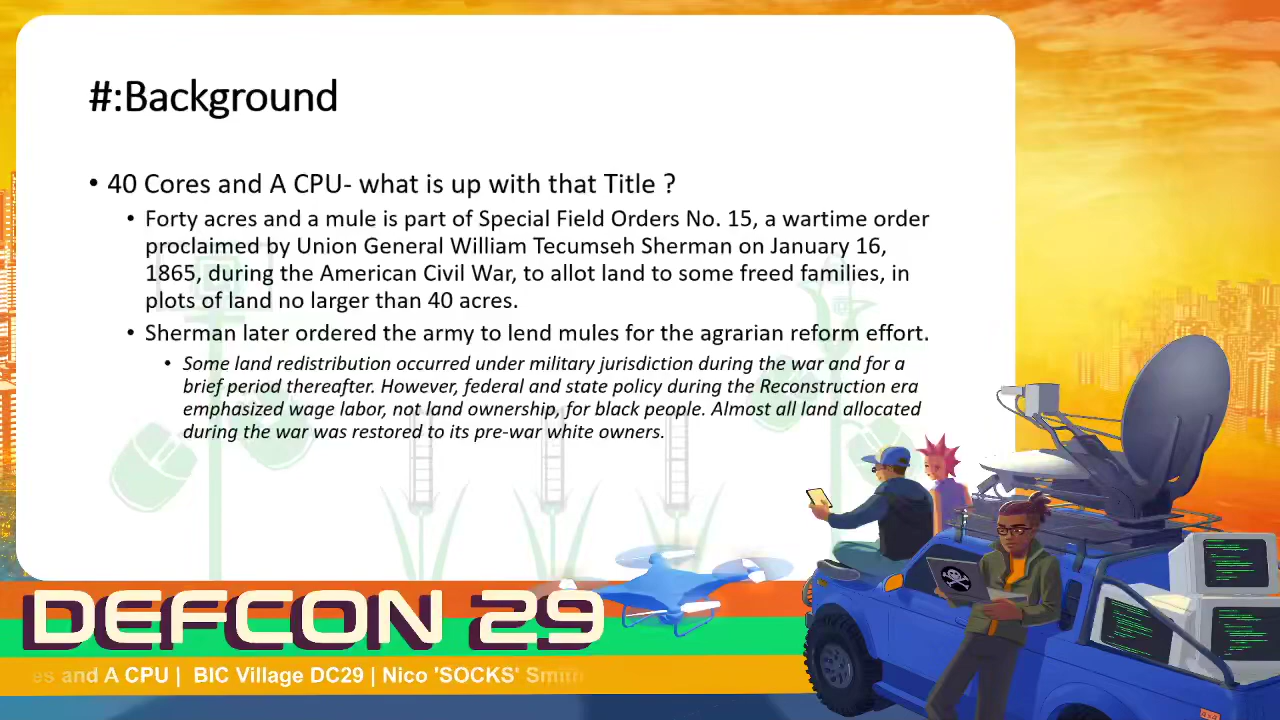 #:Background
• 40 Cores and A CPU- what is up with that Title ?
• Forty acres and a mule is part of Special Field Orders No. 15, a wartime order
proclaimed by Union General William Tecumseh Sherman on January 16,
1865, during the American Civil War, to allot land to some freed families, in
plots of land no larger than 40 acres.
• Sherman later ordered the army to lend mules for the agrarian reform effort.
• Some land redistribution occurred under military jurisdiction during the war and for a
brief period thereafter. However, federal and state policy during the Reconstruction era
emphasized wage labor, not land ownership, for black people. Almost all land allocated
during the war was restored to its pre-war white owners.
DEFCON 29
es and A CPU | BIC Village DC29 | Nico 'SOCKS' Smith